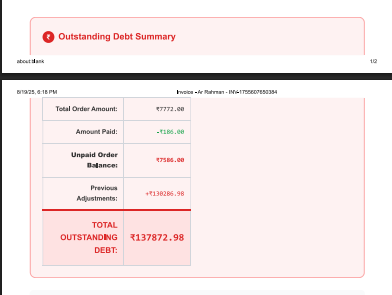 ₹ Outstanding Debt Summary
about:blank 1/2
8/19/25, 6:18 PM Invoice - Ar Rahman - INV-1755607650384
Total Order Amount: ₹7772.00
Amount Paid: -₹186.00
Unpaid Order
Balance: ₹7586.00
Previous
Adjustments: +₹130286.98
TOTAL
OUTSTANDING ₹137872.98
DEBT: